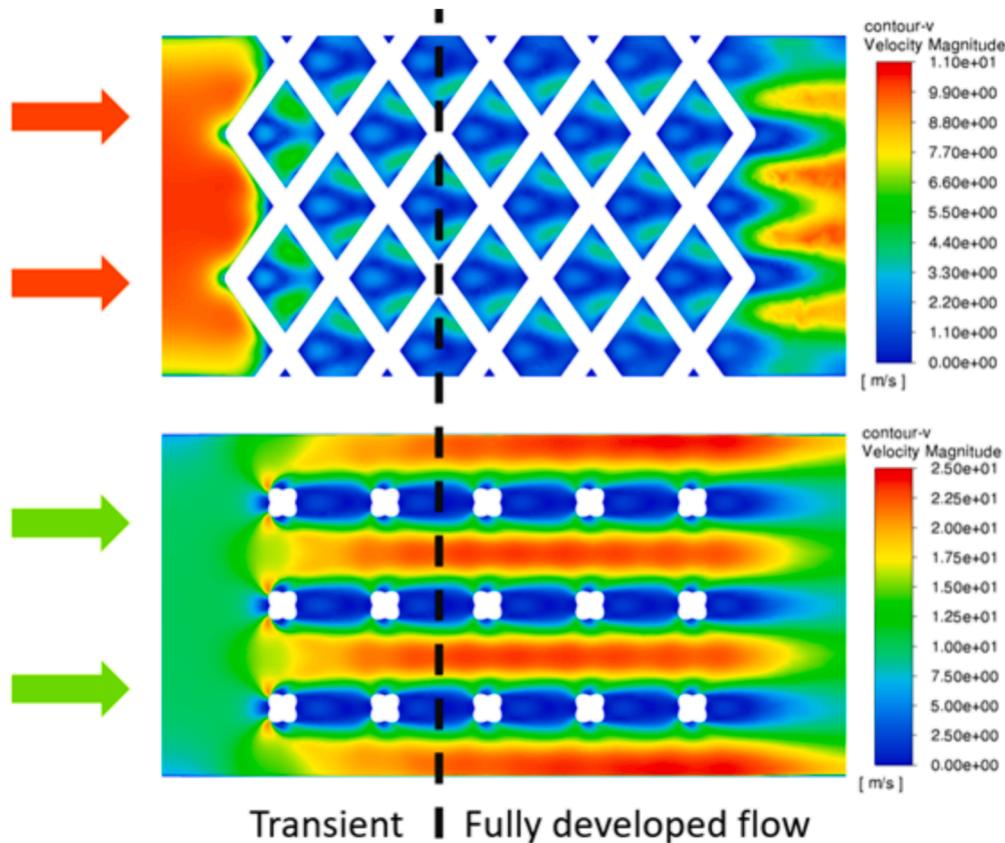 contour-v
Velocity Magnitude
1.10e+01
9.90e+00
8.80e+00
7.70e+00
6.60e+00
5.50e+00
4.40e+00
3.30e+00
2.20e+00
1.10e+00
0.00e+00
[ m/s ]
contour-v
Velocity Magnitude
2.50e+01
2.25e+01
2.00e+01
1.75e+01
1.50e+01
1.25e+01
1.00e+01
7.50e+00
5.00e+00
2.50e+00
0.00e+00
[ m/s ]
Transient Fully developed flow